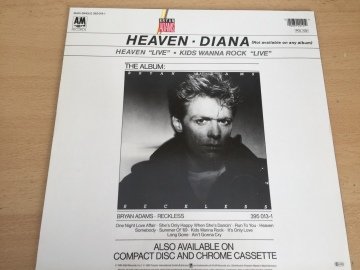 A&M
RECORDS
BRYAN
ADAMS
HEAVEN · DIANA (Not available on any album)
HEAVEN "LIVE" · KIDS WANNA ROCK "LIVE"
THE ALBUM:
BRYAN ADAMS
RECKLESS
BRYAN ADAMS · RECKLESS 395 013-1
One Night Love Affair · She's Only Happy When She's Dancin' · Run To You · Heaven
Somebody · Summer Of '69 · Kids Wanna Rock · It's Only Love
Long Gone · Ain't Gonna Cry
ALSO AVAILABLE ON
COMPACT DISC AND CHROME CASSETTE